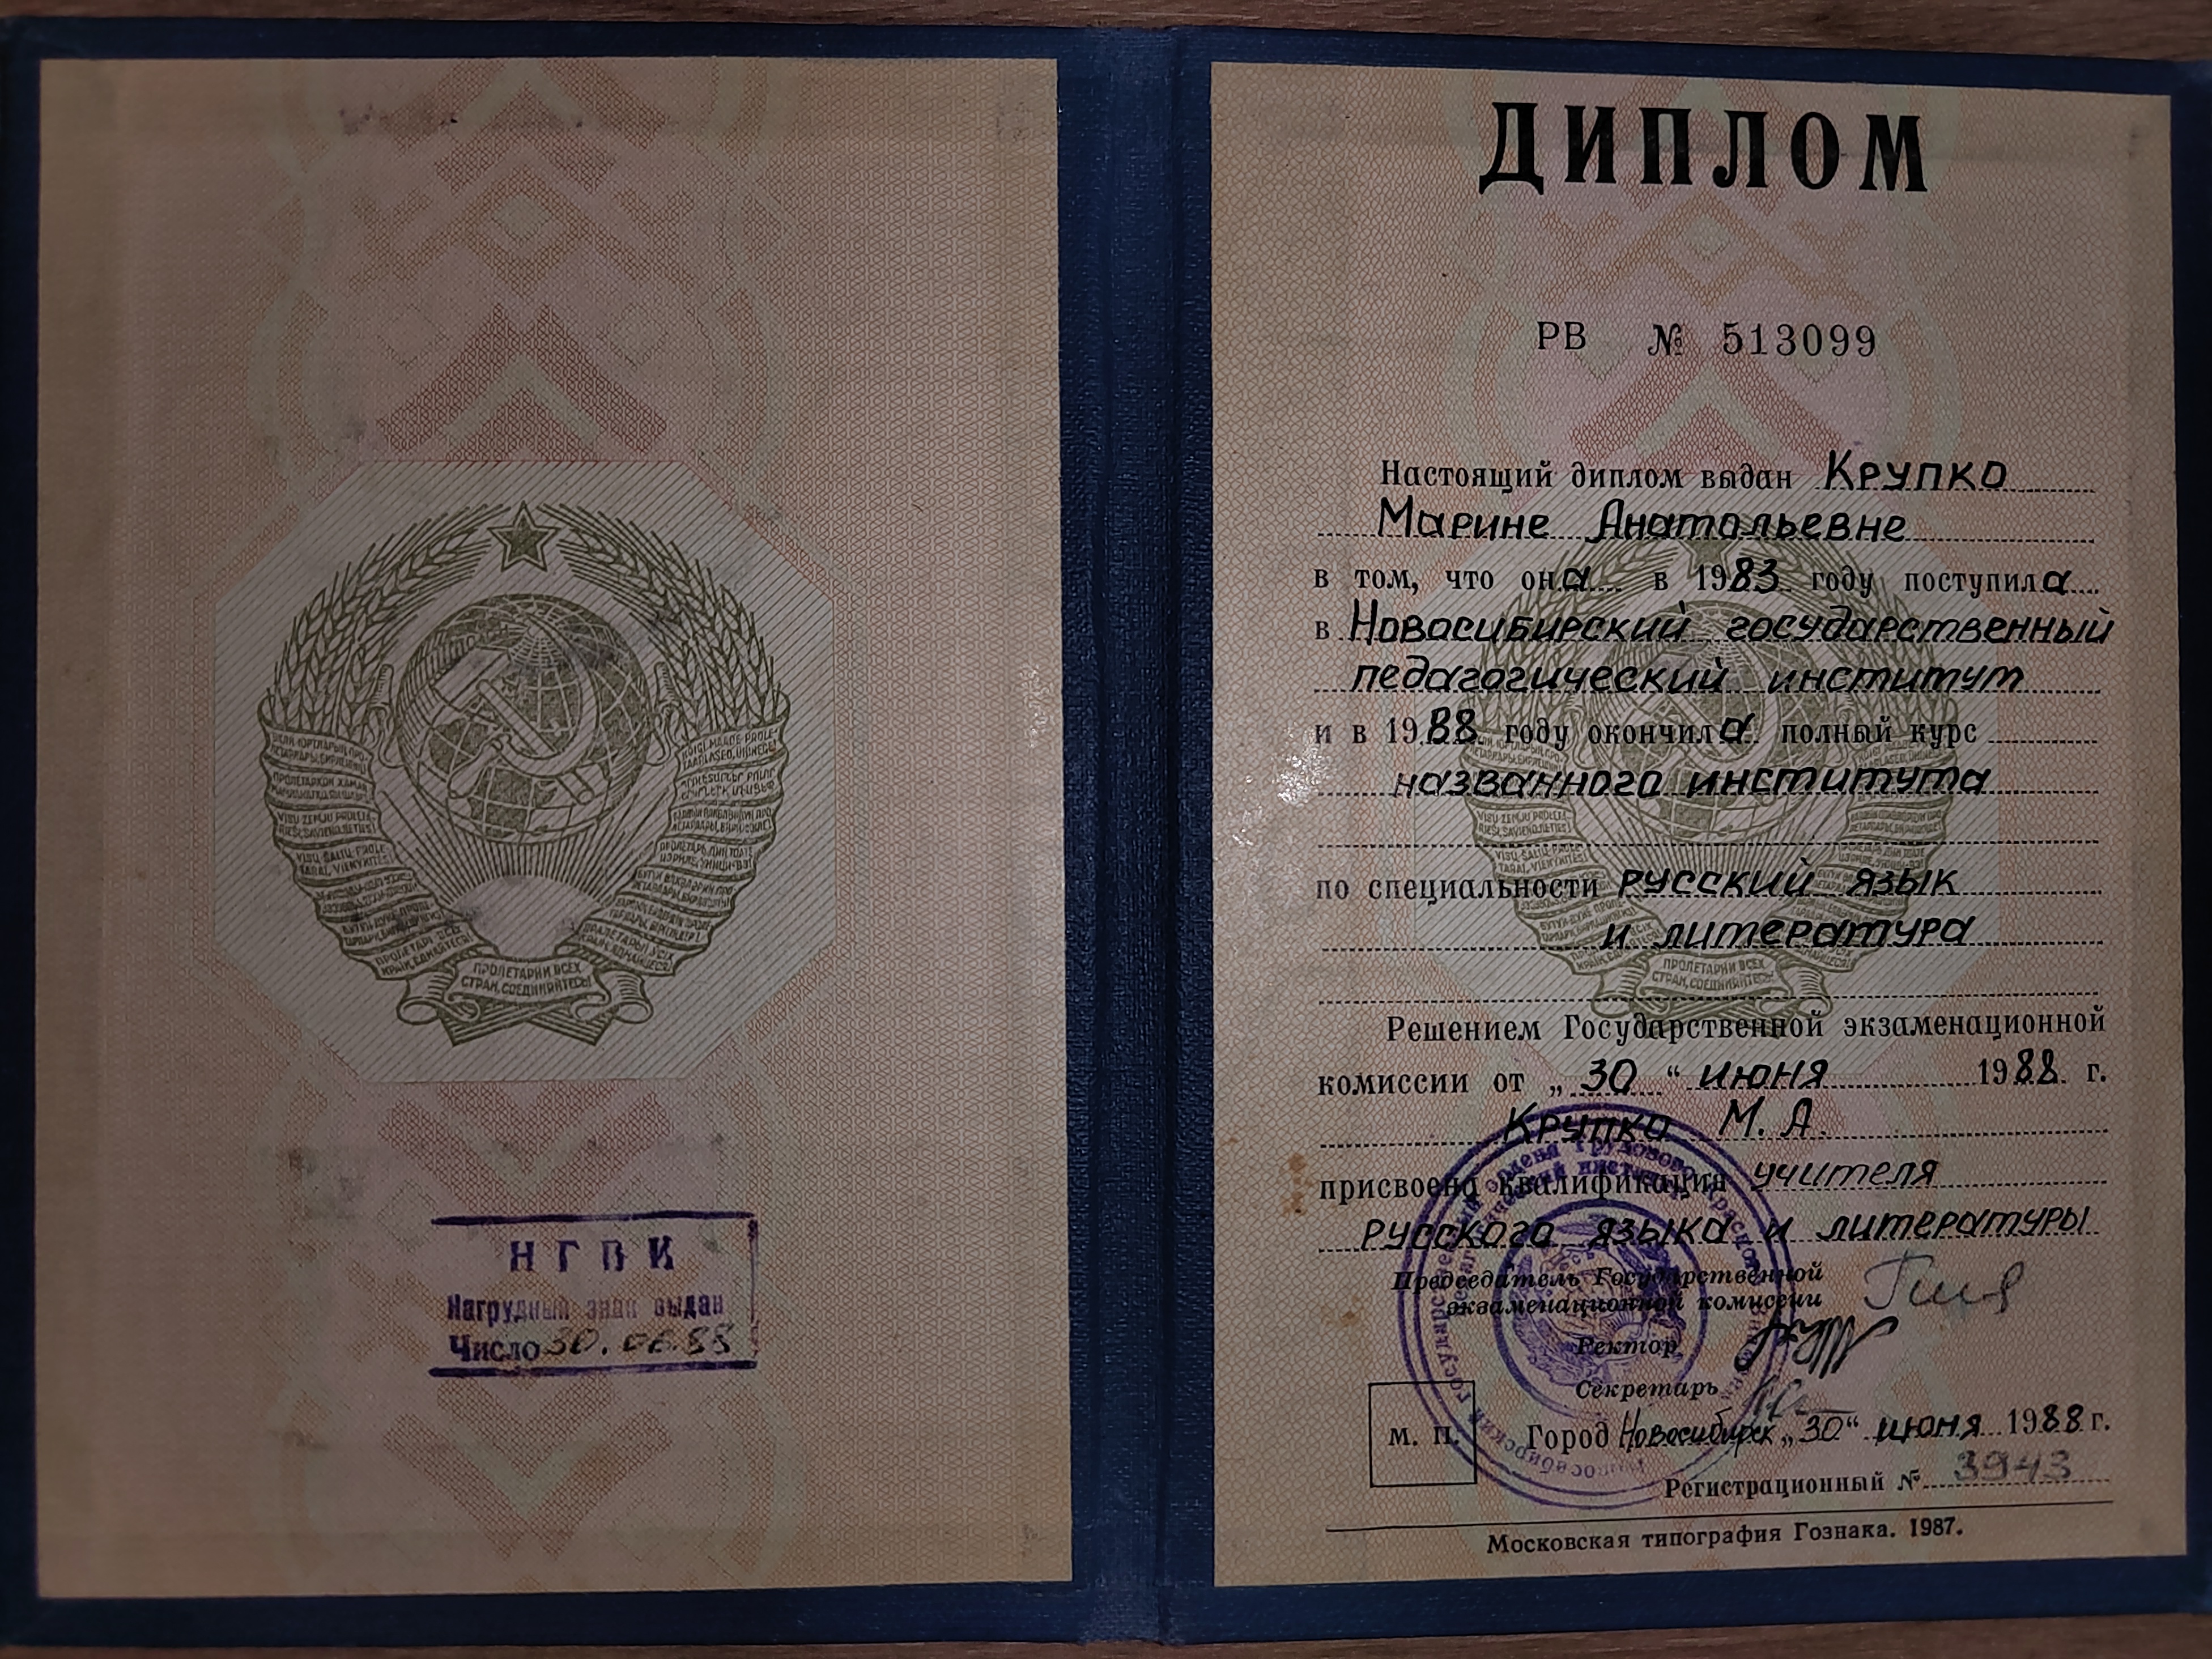 ПРОЛЕТАРИИ ВСЕХ
СТРАН, СОЕДИНЯЙТЕСЬ!
НГПИ
Нагрудный знак выдан
Число 30.06.88
ДИПЛОМ
РВ № 513099
Настоящий диплом выдан Крупко
Марине Анатольевне
в том, что она в 1983 году поступила
в Новосибирский государственный
педагогический институт
и в 1988 году окончила полный курс
названного института
по специальности русский язык
и литература
ПРОЛЕТАРИИ ВСЕХ
СТРАН, СОЕДИНЯЙТЕСЬ!
Решением Государственной экзаменационной
комиссии от „30“ июня 1988 г.
Крупко М. А.
присвоена квалификация учителя
русского языка и литературы
Председатель Государственной
экзаменационной комиссии
Ректор
Секретарь
М. П.
Город Новосибирск „30“ июня 1988 г.
Регистрационный № 3943
Московская типография Гознака. 1987.